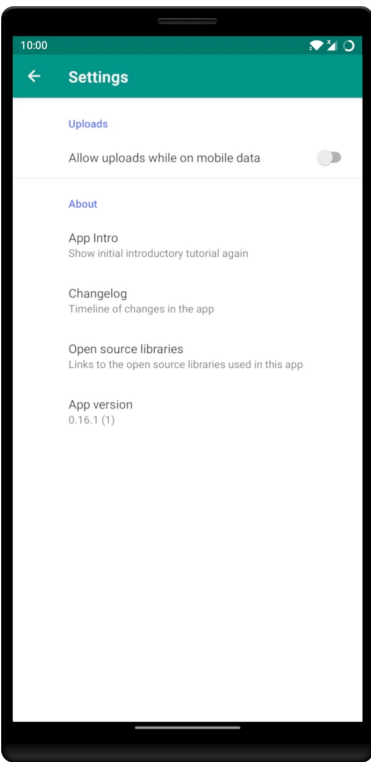 10:00
Settings
Uploads
Allow uploads while on mobile data
About
App Intro
Show initial introductory tutorial again
Changelog
Timeline of changes in the app
Open source libraries
Links to the open source libraries used in this app
App version
0.16.1 (1)